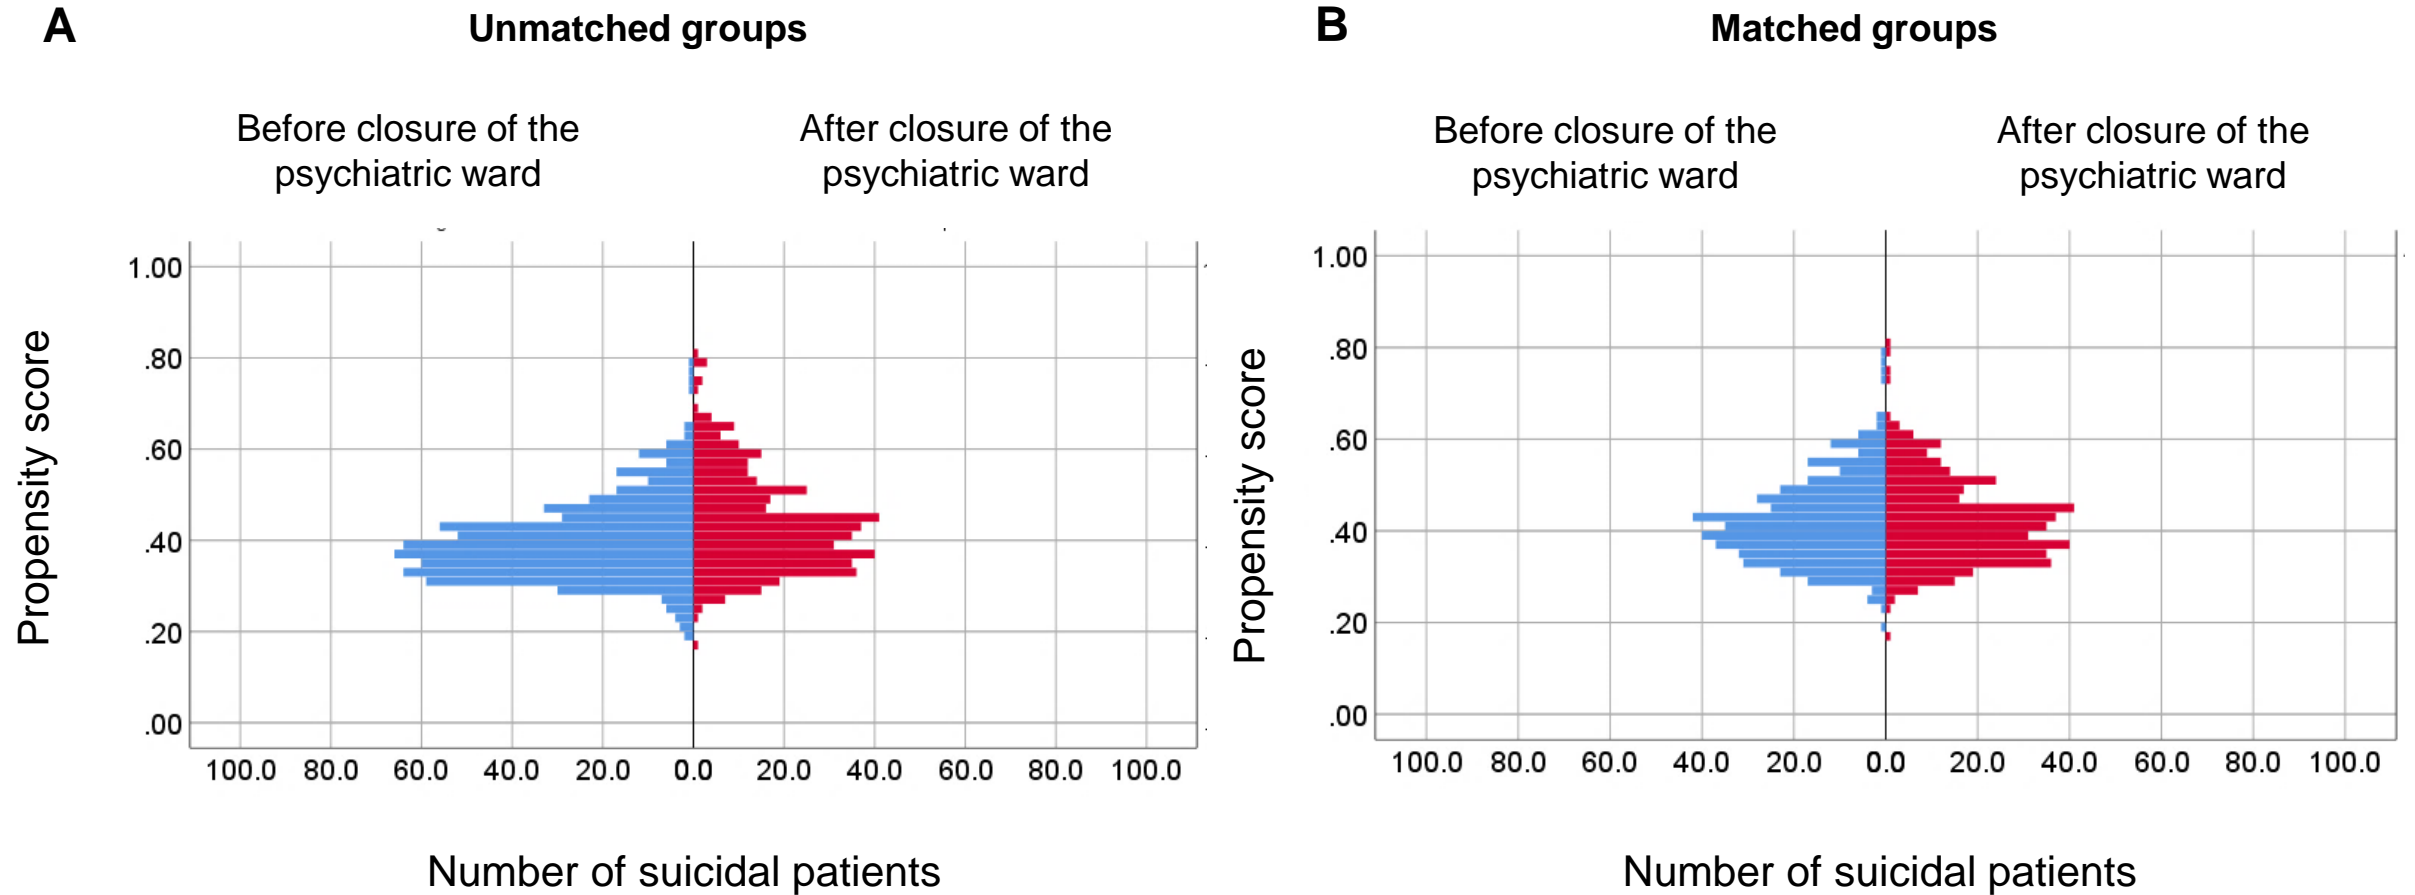 A
Unmatched groups
Before closure of the
psychiatric ward
After closure of the
psychiatric ward
Propensity score
1.00
.80
.60
.40
.20
.00
100.0 80.0 60.0 40.0 20.0 0.0 20.0 40.0 60.0 80.0 100.0
Number of suicidal patients
B
Matched groups
Before closure of the
psychiatric ward
After closure of the
psychiatric ward
Propensity score
1.00
.80
.60
.40
.20
.00
100.0 80.0 60.0 40.0 20.0 0.0 20.0 40.0 60.0 80.0 100.0
Number of suicidal patients